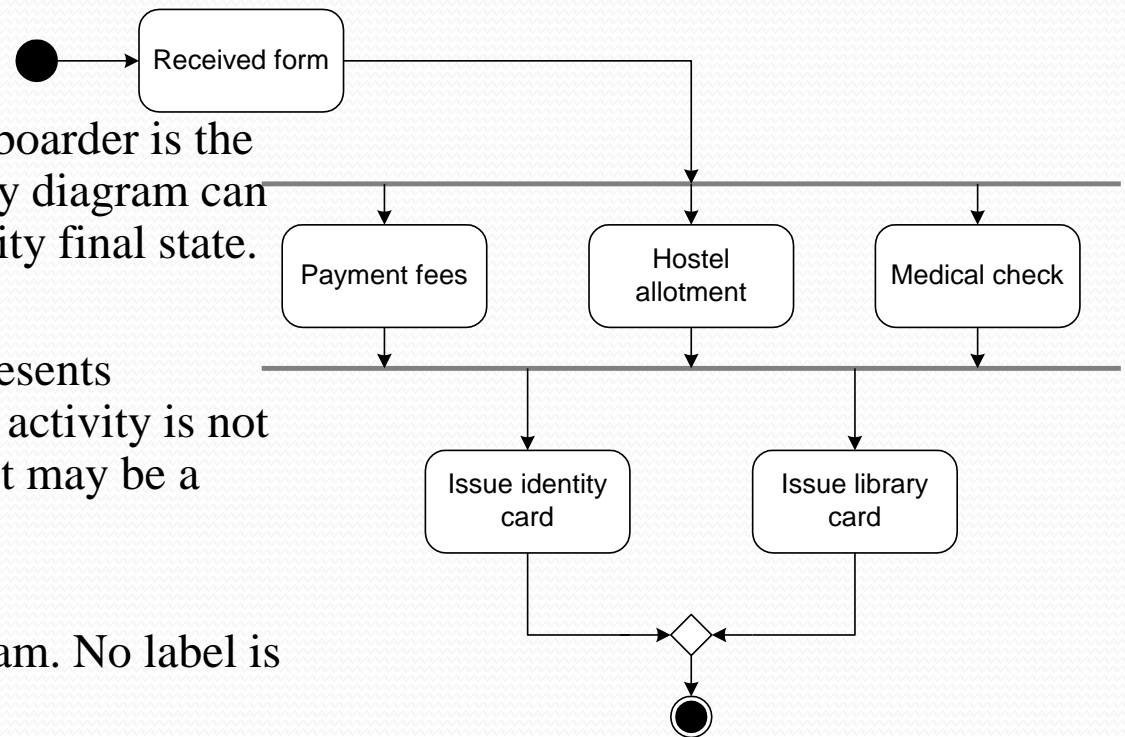 Received form
boarder is the
y diagram can
ity final state.
Payment fees
Hostel
allotment
Medical check
esents
activity is not
t may be a
Issue identity
card
Issue library
card
am. No label is